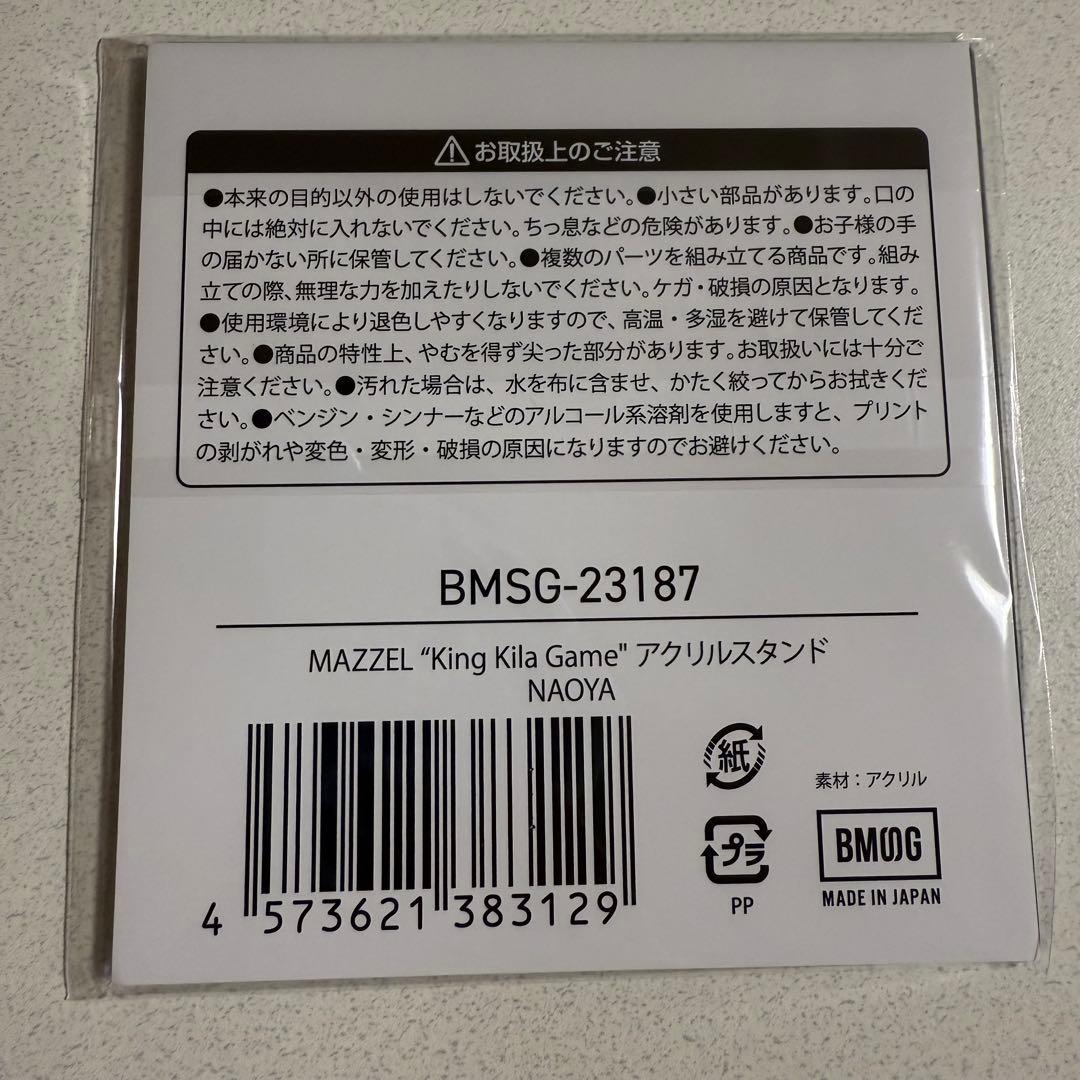 ⚠お取扱上のご注意
●本来の目的以外の使用はしないでください。●小さい部品があります。口の
中には絶対に入れないでください。ちっ息などの危険があります。●お子様の手
の届かない所に保管してください。●複数のパーツを組み立てる商品です。組み
立ての際、無理な力を加えたりしないでください。ケガ・破損の原因となります。
●使用環境により退色しやすくなりますので、高温・多湿を避けて保管してくだ
さい。●商品の特性上、やむを得ず尖った部分があります。お取扱いには十分ご
注意ください。●汚れた場合は、水を布に含ませ、かたく絞ってからお拭きくだ
さい。●ベンジン・シンナーなどのアルコール系溶剤を使用しますと、プリント
の剥がれや変色・変形・破損の原因になりますのでお避けください。
BMSG-23187
MAZZEL “King Kila Game" アクリルスタンド
NAOYA
4 573621 383129
紙
プラ
PP
素材：アクリル
BMSG
MADE IN JAPAN